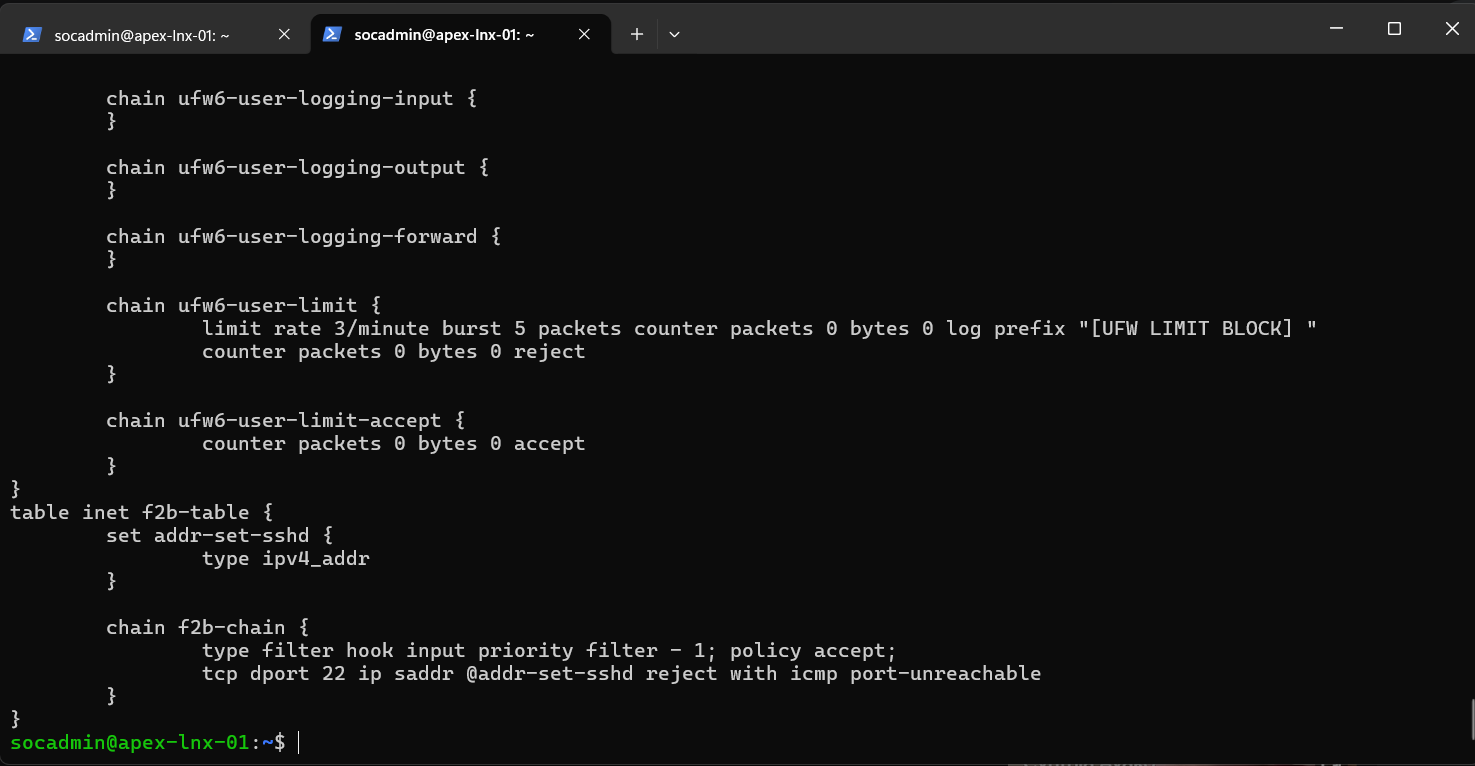 socadmin@apex-lnx-01: ~
socadmin@apex-lnx-01: ~
chain ufw6-user-logging-input {
}
chain ufw6-user-logging-output {
}
chain ufw6-user-logging-forward {
}
chain ufw6-user-limit {
limit rate 3/minute burst 5 packets counter packets 0 bytes 0 log prefix "[UFW LIMIT BLOCK] "
counter packets 0 bytes 0 reject
}
chain ufw6-user-limit-accept {
counter packets 0 bytes 0 accept
}
}
table inet f2b-table {
set addr-set-sshd {
type ipv4_addr
}
chain f2b-chain {
type filter hook input priority filter - 1; policy accept;
tcp dport 22 ip saddr @addr-set-sshd reject with icmp port-unreachable
}
}
socadmin@apex-lnx-01:~$